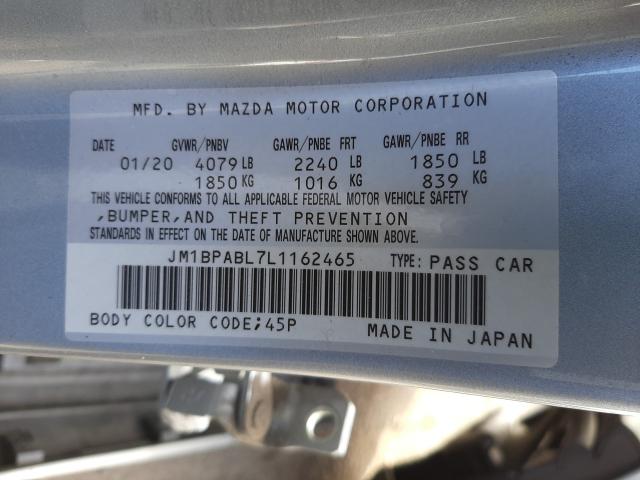 MFD. BY MAZDA MOTOR CORPORATION
DATE GVWR/PNBV GAWR/PNBE FRT GAWR/PNBE RR
01/20 4079 LB 2240 LB 1850 LB
1850 KG 1016 KG 839 KG
THIS VEHICLE CONFORMS TO ALL APPLICABLE FEDERAL MOTOR VEHICLE SAFETY
,BUMPER,AND THEFT PREVENTION
STANDARDS IN EFFECT ON THE DATE OF MANUFACTURE SHOWN ABOVE.
JM1BPABL7L1162465 TYPE: PASS CAR
BODY COLOR CODE;45P MADE IN JAPAN